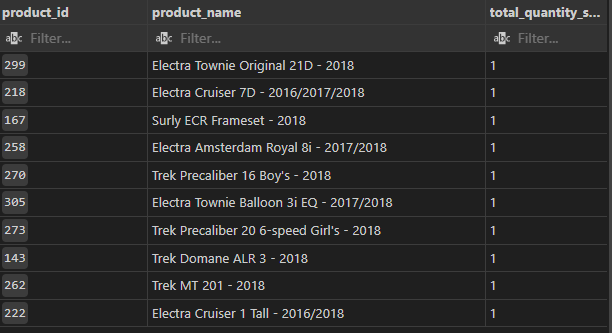 product_id product_name total_quantity_s...
abc Filter... abc Filter... abc Filter...
299 Electra Townie Original 21D - 2018 1
218 Electra Cruiser 7D - 2016/2017/2018 1
167 Surly ECR Frameset - 2018 1
258 Electra Amsterdam Royal 8i - 2017/2018 1
270 Trek Precaliber 16 Boy's - 2018 1
305 Electra Townie Balloon 3i EQ - 2017/2018 1
273 Trek Precaliber 20 6-speed Girl's - 2018 1
143 Trek Domane ALR 3 - 2018 1
262 Trek MT 201 - 2018 1
222 Electra Cruiser 1 Tall - 2016/2018 1